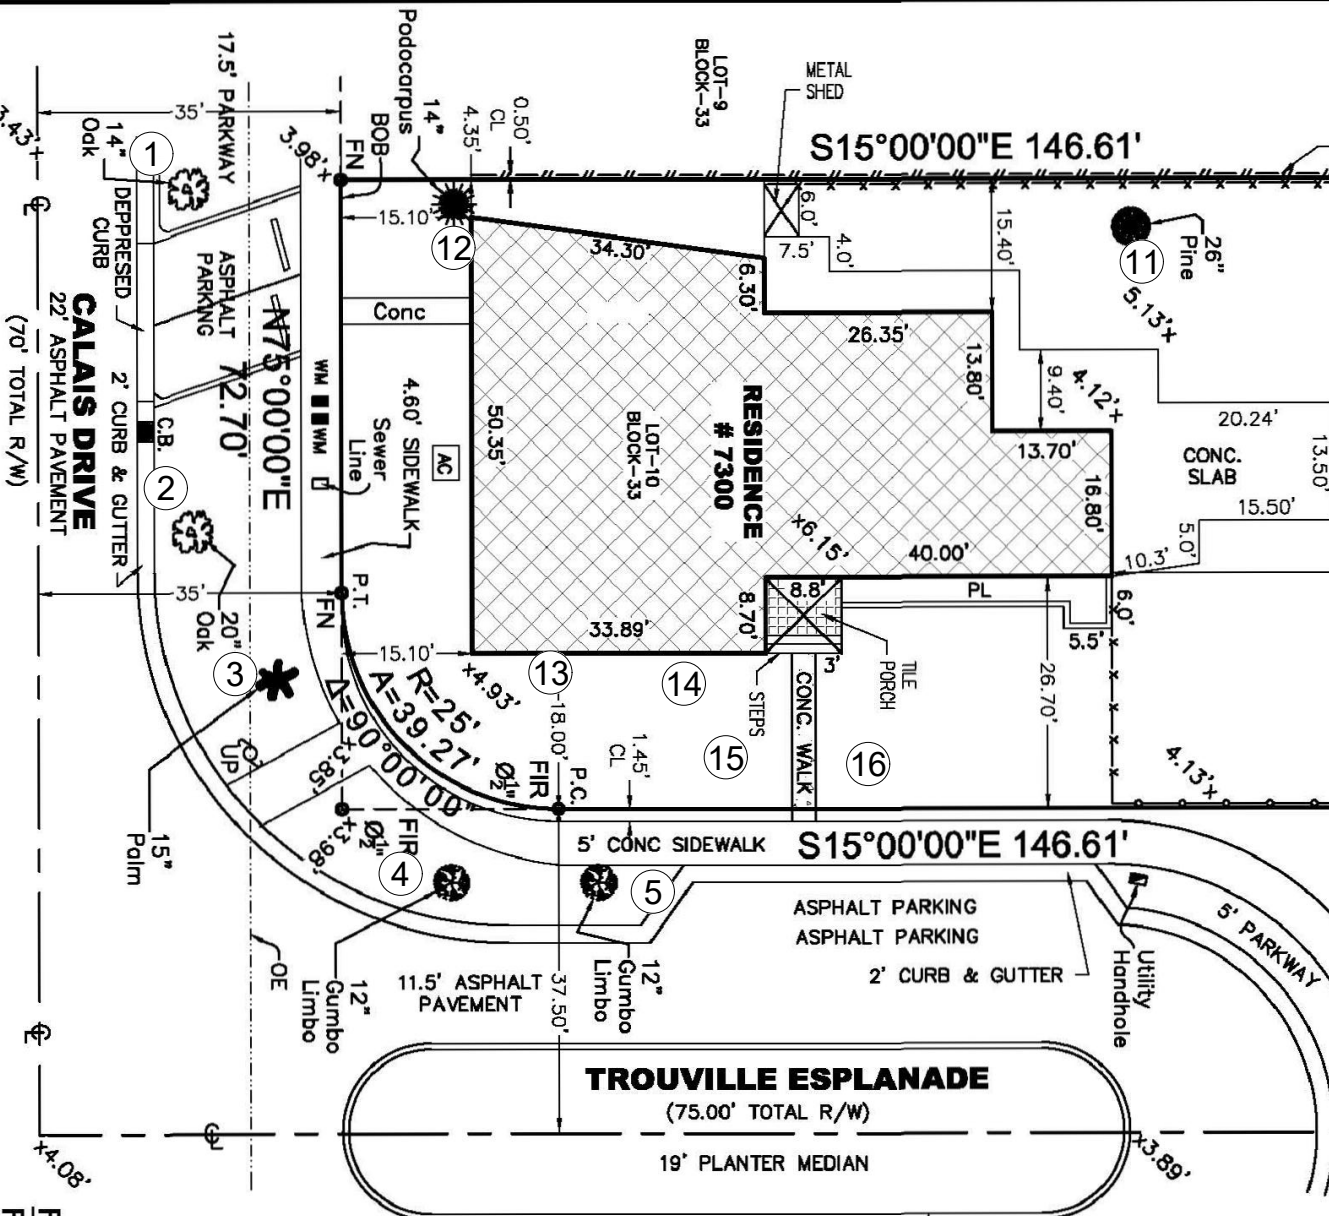 LOT-9
BLOCK-33
METAL
SHED
S15°00'00"E 146.61'
17.5' PARKWAY
35'
3.43'+
14"
Oak
1
3.98'×
FN
BOB
Podocarpus
14"
4.35'
0.50'
CL
15.10'
12
34.30'
6.0'
7.5'
4.0'
15.40'
26"
Pine
11
5.13'×
6.30'
26.35'
13.80'
9.40'
4.12'+
20.24'
13.50'
CONC.
SLAB
15.50'
5.0'
10.3'
13.70'
16.80'
DEPPRESED
CURB
ASPHALT
PARKING
Conc
CALAIS DRIVE
22' ASPHALT PAVEMENT
(70' TOTAL R/W)
2' CURB & GUTTER
C.B.
2
N75°00'00"E
72.70'
WM
WM
4.60' SIDEWALK
Sewer
Line
AC
50.35'
LOT-10
BLOCK-33
RESIDENCE
# 7300
×6.15'
40.00'
8.8'
8.70'
33.89'
PL
6.0'
5.5'
3'
TILE
PORCH
STEPS
CONC. WALK
26.70'
35'
P.T.
FN
20"
Oak
3
15.10'
×4.93'
13
14
15
16
R=25'
A=39.27'
Δ=90°00'00"
18.00'
1.45'
CL
P.C.
FIR
Ø1/2"
4.13'×
UP
×3.85'
×3.98'
FIR
Ø1/2"
4
5
15"
Palm
5' CONC SIDEWALK
S15°00'00"E 146.61'
ASPHALT PARKING
ASPHALT PARKING
2' CURB & GUTTER
Utility
Handhole
5' PARKWAY
OE
12"
Gumbo
Limbo
11.5' ASPHALT
PAVEMENT
37.50'
12"
Gumbo
Limbo
TROUVILLE ESPLANADE
(75.00' TOTAL R/W)
19' PLANTER MEDIAN
×4.08'
×3.89'